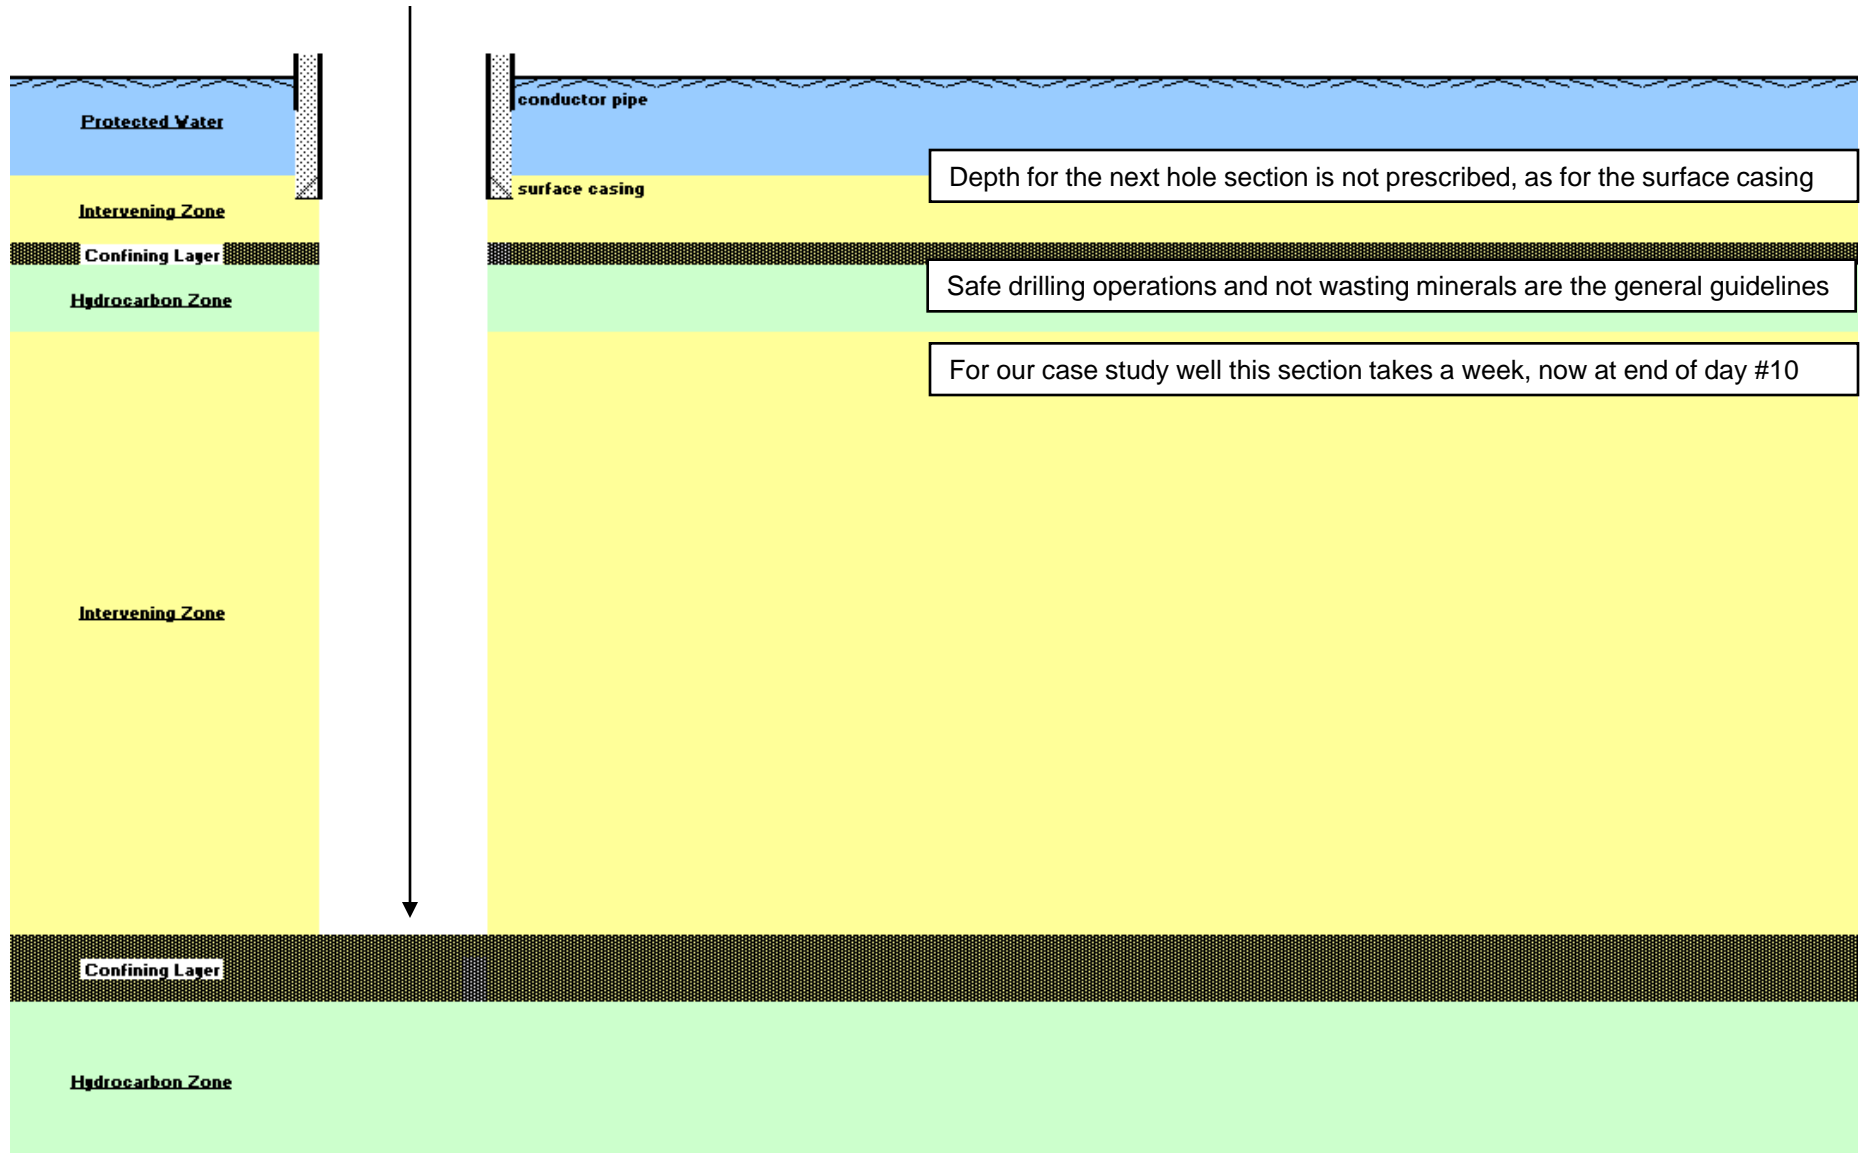 conductor pipe
Protected Water
Depth for the next hole section is not prescribed, as for the surface casing
surface casing
Intervening Zone
Confining Layer
Safe drilling operations and not wasting minerals are the general guidelines
Hydrocarbon Zone
For our case study well this section takes a week, now at end of day #10
Intervening Zone
Confining Layer
Hydrocarbon Zone